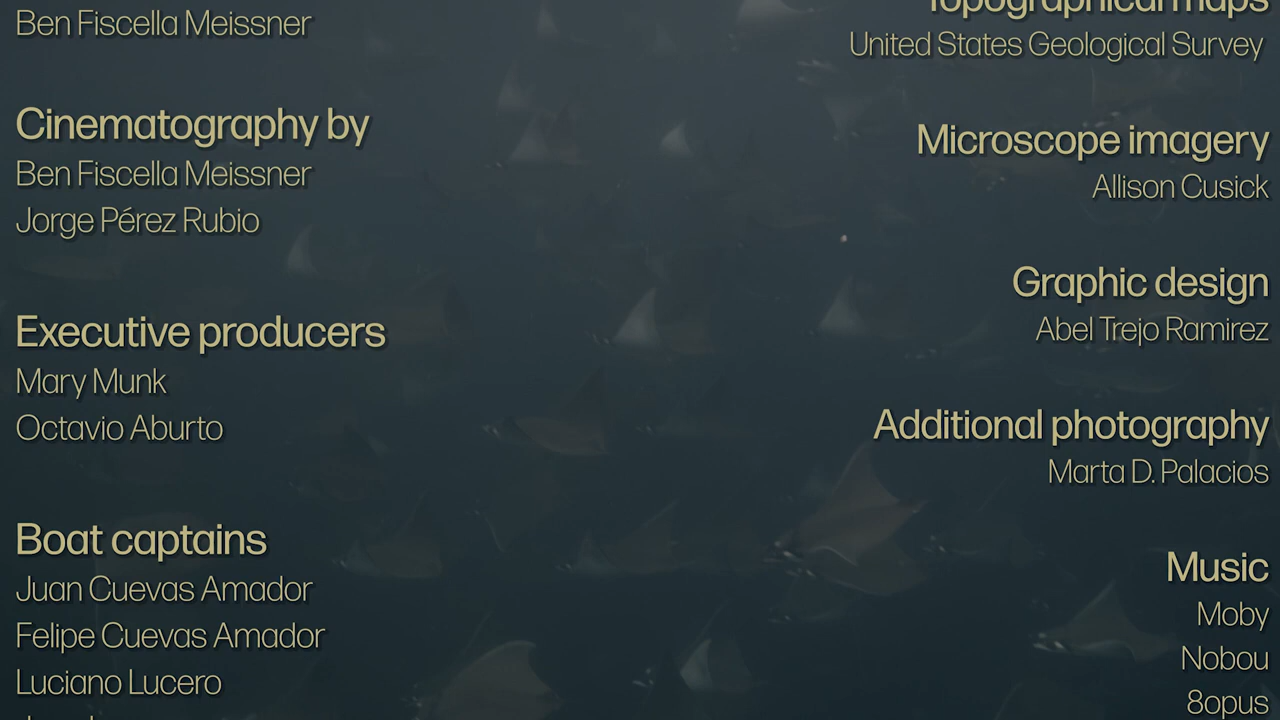 Ben Fiscella Meissner
Cinematography by
Ben Fiscella Meissner
Jorge Pérez Rubio
Executive producers
Mary Munk
Octavio Aburto
Boat captains
Juan Cuevas Amador
Felipe Cuevas Amador
Luciano Lucero
Topographical maps
United States Geological Survey
Microscope imagery
Allison Cusick
Graphic design
Abel Trejo Ramirez
Additional photography
Marta D. Palacios
Music
Moby
Nobou
8opus